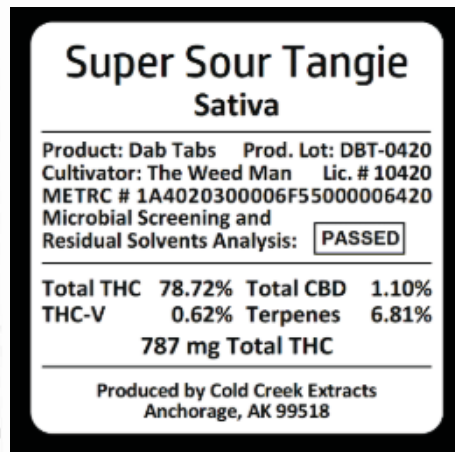 Super Sour Tangie
Sativa
Product: Dab Tabs Prod. Lot: DBT-0420
Cultivator: The Weed Man Lic. # 10420
METRC # 1A4020300006F55000006420
Microbial Screening and
Residual Solvents Analysis: PASSED
Total THC 78.72% Total CBD 1.10%
THC-V 0.62% Terpenes 6.81%
787 mg Total THC
Produced by Cold Creek Extracts
Anchorage, AK 99518